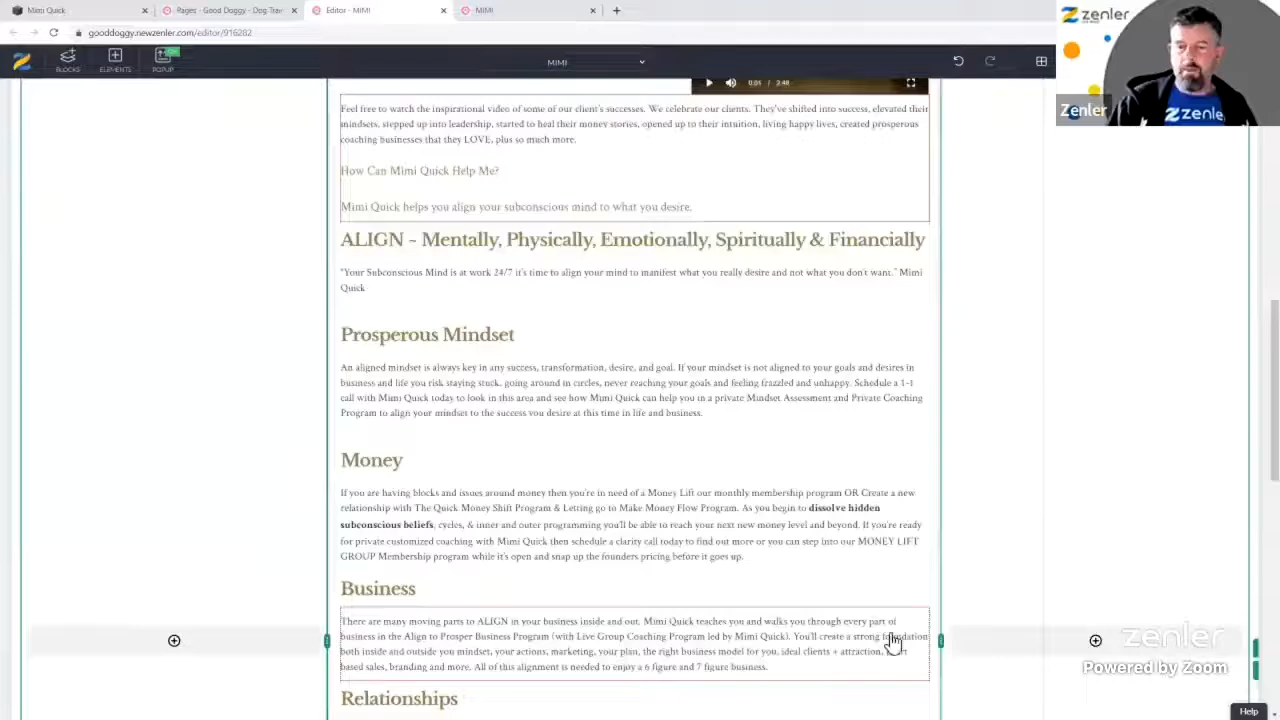 Mimi Quick
Pages - Good Doggy - Dog Trai
Editor - MIMI
MIMI
gooddoggy.newzenler.com/editor/916282
BLOCKS
ELEMENTS
POPUP
MIMI
zenler
Zenler
zenle
0:01 / 2:48
Feel free to watch the inspirational video of some of our client's successes. We celebrate our clients. They've shifted into success, elevated their
mindsets, stepped up into leadership, started to heal their money stories, opened up to their intuition, living happy lives, created prosperous
coaching businesses that they LOVE, plus so much more.
How Can Mimi Quick Help Me?
Mimi Quick helps you align your subconscious mind to what you desire.
ALIGN ~ Mentally, Physically, Emotionally, Spiritually & Financially
"Your Subconscious Mind is at work 24/7 it's time to align your mind to manifest what you really desire and not what you don't want." Mimi
Quick
Prosperous Mindset
An aligned mindset is always key in any success, transformation, desire, and goal. If your mindset is not aligned to your goals and desires in
business and life you risk staying stuck, going around in circles, never reaching your goals and feeling frazzled and unhappy. Schedule a 1-1
call with Mimi Quick today to look in this area and see how Mimi Quick can help you in a private Mindset Assessment and Private Coaching
Program to align your mindset to the success you desire at this time in life and business.
Money
If you are having blocks and issues around money then you're in need of a Money Lift our monthly membership program OR Create a new
relationship with The Quick Money Shift Program & Letting go to Make Money Flow Program. As you begin to dissolve hidden
subconscious beliefs, cycles, & inner and outer programming you'll be able to reach your next new money level and beyond. If you're ready
for private customized coaching with Mimi Quick then schedule a clarity call today to find out more or you can step into our MONEY LIFT
GROUP Membership program while it's open and snap up the founders pricing before it goes up.
Business
There are many moving parts to ALIGN in your business inside and out. Mimi Quick teaches you and walks you through every part of
business in the Align to Prosper Business Program (with Live Group Coaching Program led by Mimi Quick). You'll create a strong foundation
both inside and outside you mindset, your actions, marketing, your plan, the right business model for you, ideal clients + attraction,
based sales, branding and more. All of this alignment is needed to enjoy a 6 figure and 7 figure business.
Relationships
zenler
Powered by Zoom
Help